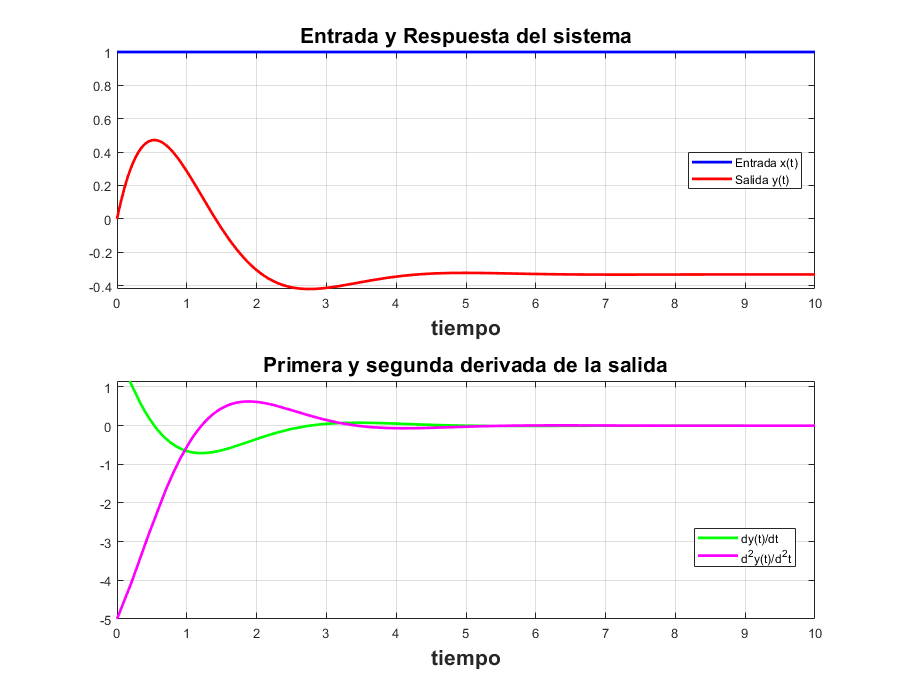 Entrada y Respuesta del sistema
1
0.8
0.6
0.4
0.2
0
-0.2
-0.4
Entrada x(t)
Salida y(t)
0 1 2 3 4 5 6 7 8 9 10
tiempo
Primera y segunda derivada de la salida
1
0
-1
-2
-3
-4
-5
dy(t)/dt
d²y(t)/d²t
0 1 2 3 4 5 6 7 8 9 10
tiempo